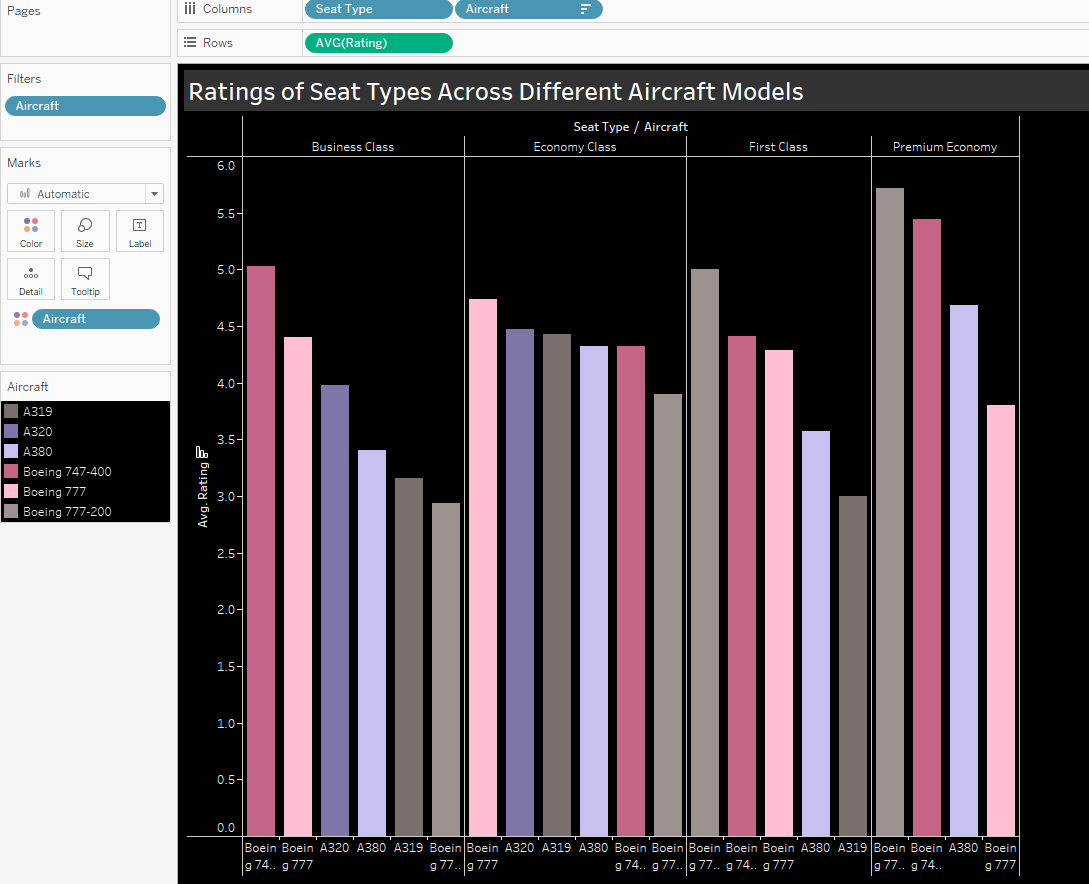 Pages
Columns
Seat Type
Aircraft
Rows
AVG(Rating)
Filters
Aircraft
Marks
Automatic
Color
Size
Label
Detail
Tooltip
Aircraft
Aircraft
A319
A320
A380
Boeing 747-400
Boeing 777
Boeing 777-200
Ratings of Seat Types Across Different Aircraft Models
Seat Type / Aircraft
Business Class
Economy Class
First Class
Premium Economy
6.0
5.5
5.0
4.5
4.0
3.5
3.0
2.5
2.0
1.5
1.0
0.5
0.0
Avg. Rating
Boein
g 74..
Boein
g 777
A320
A380
A319
Boein
g 77..
Boein
g 777
A320
A319
A380
Boein
g 74..
Boein
g 77..
Boein
g 77..
Boein
g 74..
Boein
g 777
A380
A319
Boein
g 77..
Boein
g 74..
A380
Boein
g 777